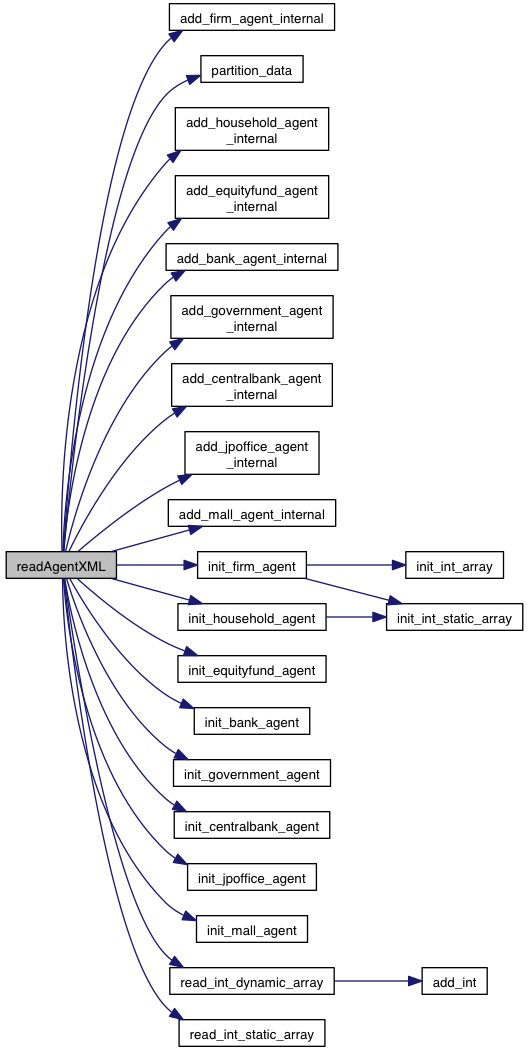 add_firm_agent_internal
partition_data
add_household_agent
_internal
add_equityfund_agent
_internal
add_bank_agent_internal
add_government_agent
_internal
add_centralbank_agent
_internal
add_jpoffice_agent
_internal
add_mall_agent_internal
readAgentXML
init_firm_agent
init_int_array
init_household_agent
init_int_static_array
init_equityfund_agent
init_bank_agent
init_government_agent
init_centralbank_agent
init_jpoffice_agent
init_mall_agent
read_int_dynamic_array
add_int
read_int_static_array